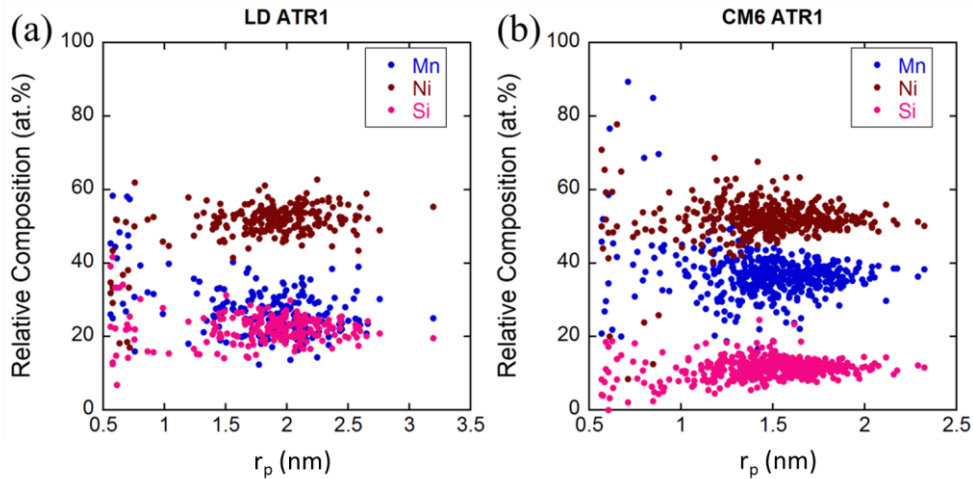 (a)
LD ATR1
Relative Composition (at.%)
100
80
60
40
20
0
Mn
Ni
Si
0.5
1
1.5
2
2.5
3
3.5
r_p (nm)
(b)
CM6 ATR1
Relative Composition (at.%)
100
80
60
40
20
0
Mn
Ni
Si
0.5
1
1.5
2
2.5
r_p (nm)